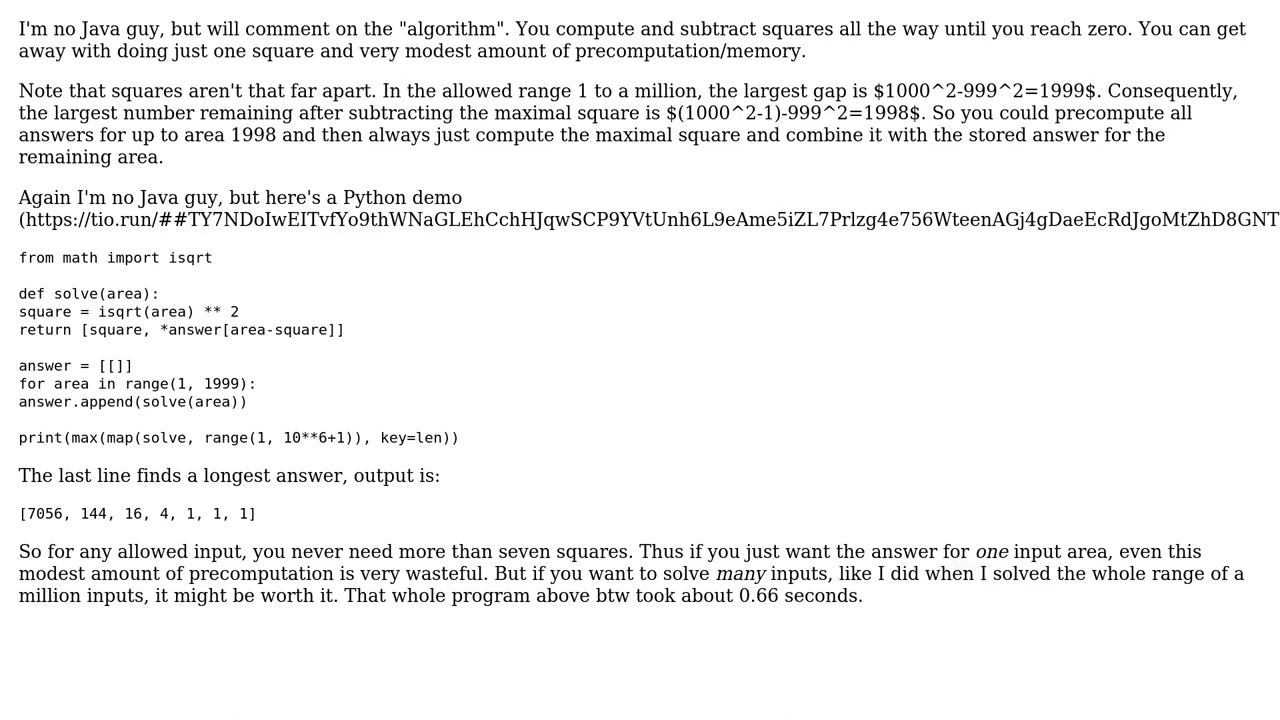 I'm no Java guy, but will comment on the "algorithm". You compute and subtract squares all the way until you reach zero. You can get
away with doing just one square and very modest amount of precomputation/memory.
Note that squares aren't that far apart. In the allowed range 1 to a million, the largest gap is $1000^2-999^2=1999$. Consequently,
the largest number remaining after subtracting the maximal square is $(1000^2-1)-999^2=1998$. So you could precompute all
answers for up to area 1998 and then always just compute the maximal square and combine it with the stored answer for the
remaining area.
Again I'm no Java guy, but here's a Python demo
(https://tio.run/##TY7NDoIwEITvfYo9thWNaGLEhCchHJqwSCP9YVtUnh6L9eAme5iZL7Prlzg4e756WteenAGj4gDaeEcRdJgoMtZhD8GNT
from math import isqrt
def solve(area):
square = isqrt(area) ** 2
return [square, *answer[area-square]]
answer = [[]]
for area in range(1, 1999):
answer.append(solve(area))
print(max(map(solve, range(1, 10**6+1)), key=len))
The last line finds a longest answer, output is:
[7056, 144, 16, 4, 1, 1, 1]
So for any allowed input, you never need more than seven squares. Thus if you just want the answer for one input area, even this
modest amount of precomputation is very wasteful. But if you want to solve many inputs, like I did when I solved the whole range of a
million inputs, it might be worth it. That whole program above btw took about 0.66 seconds.